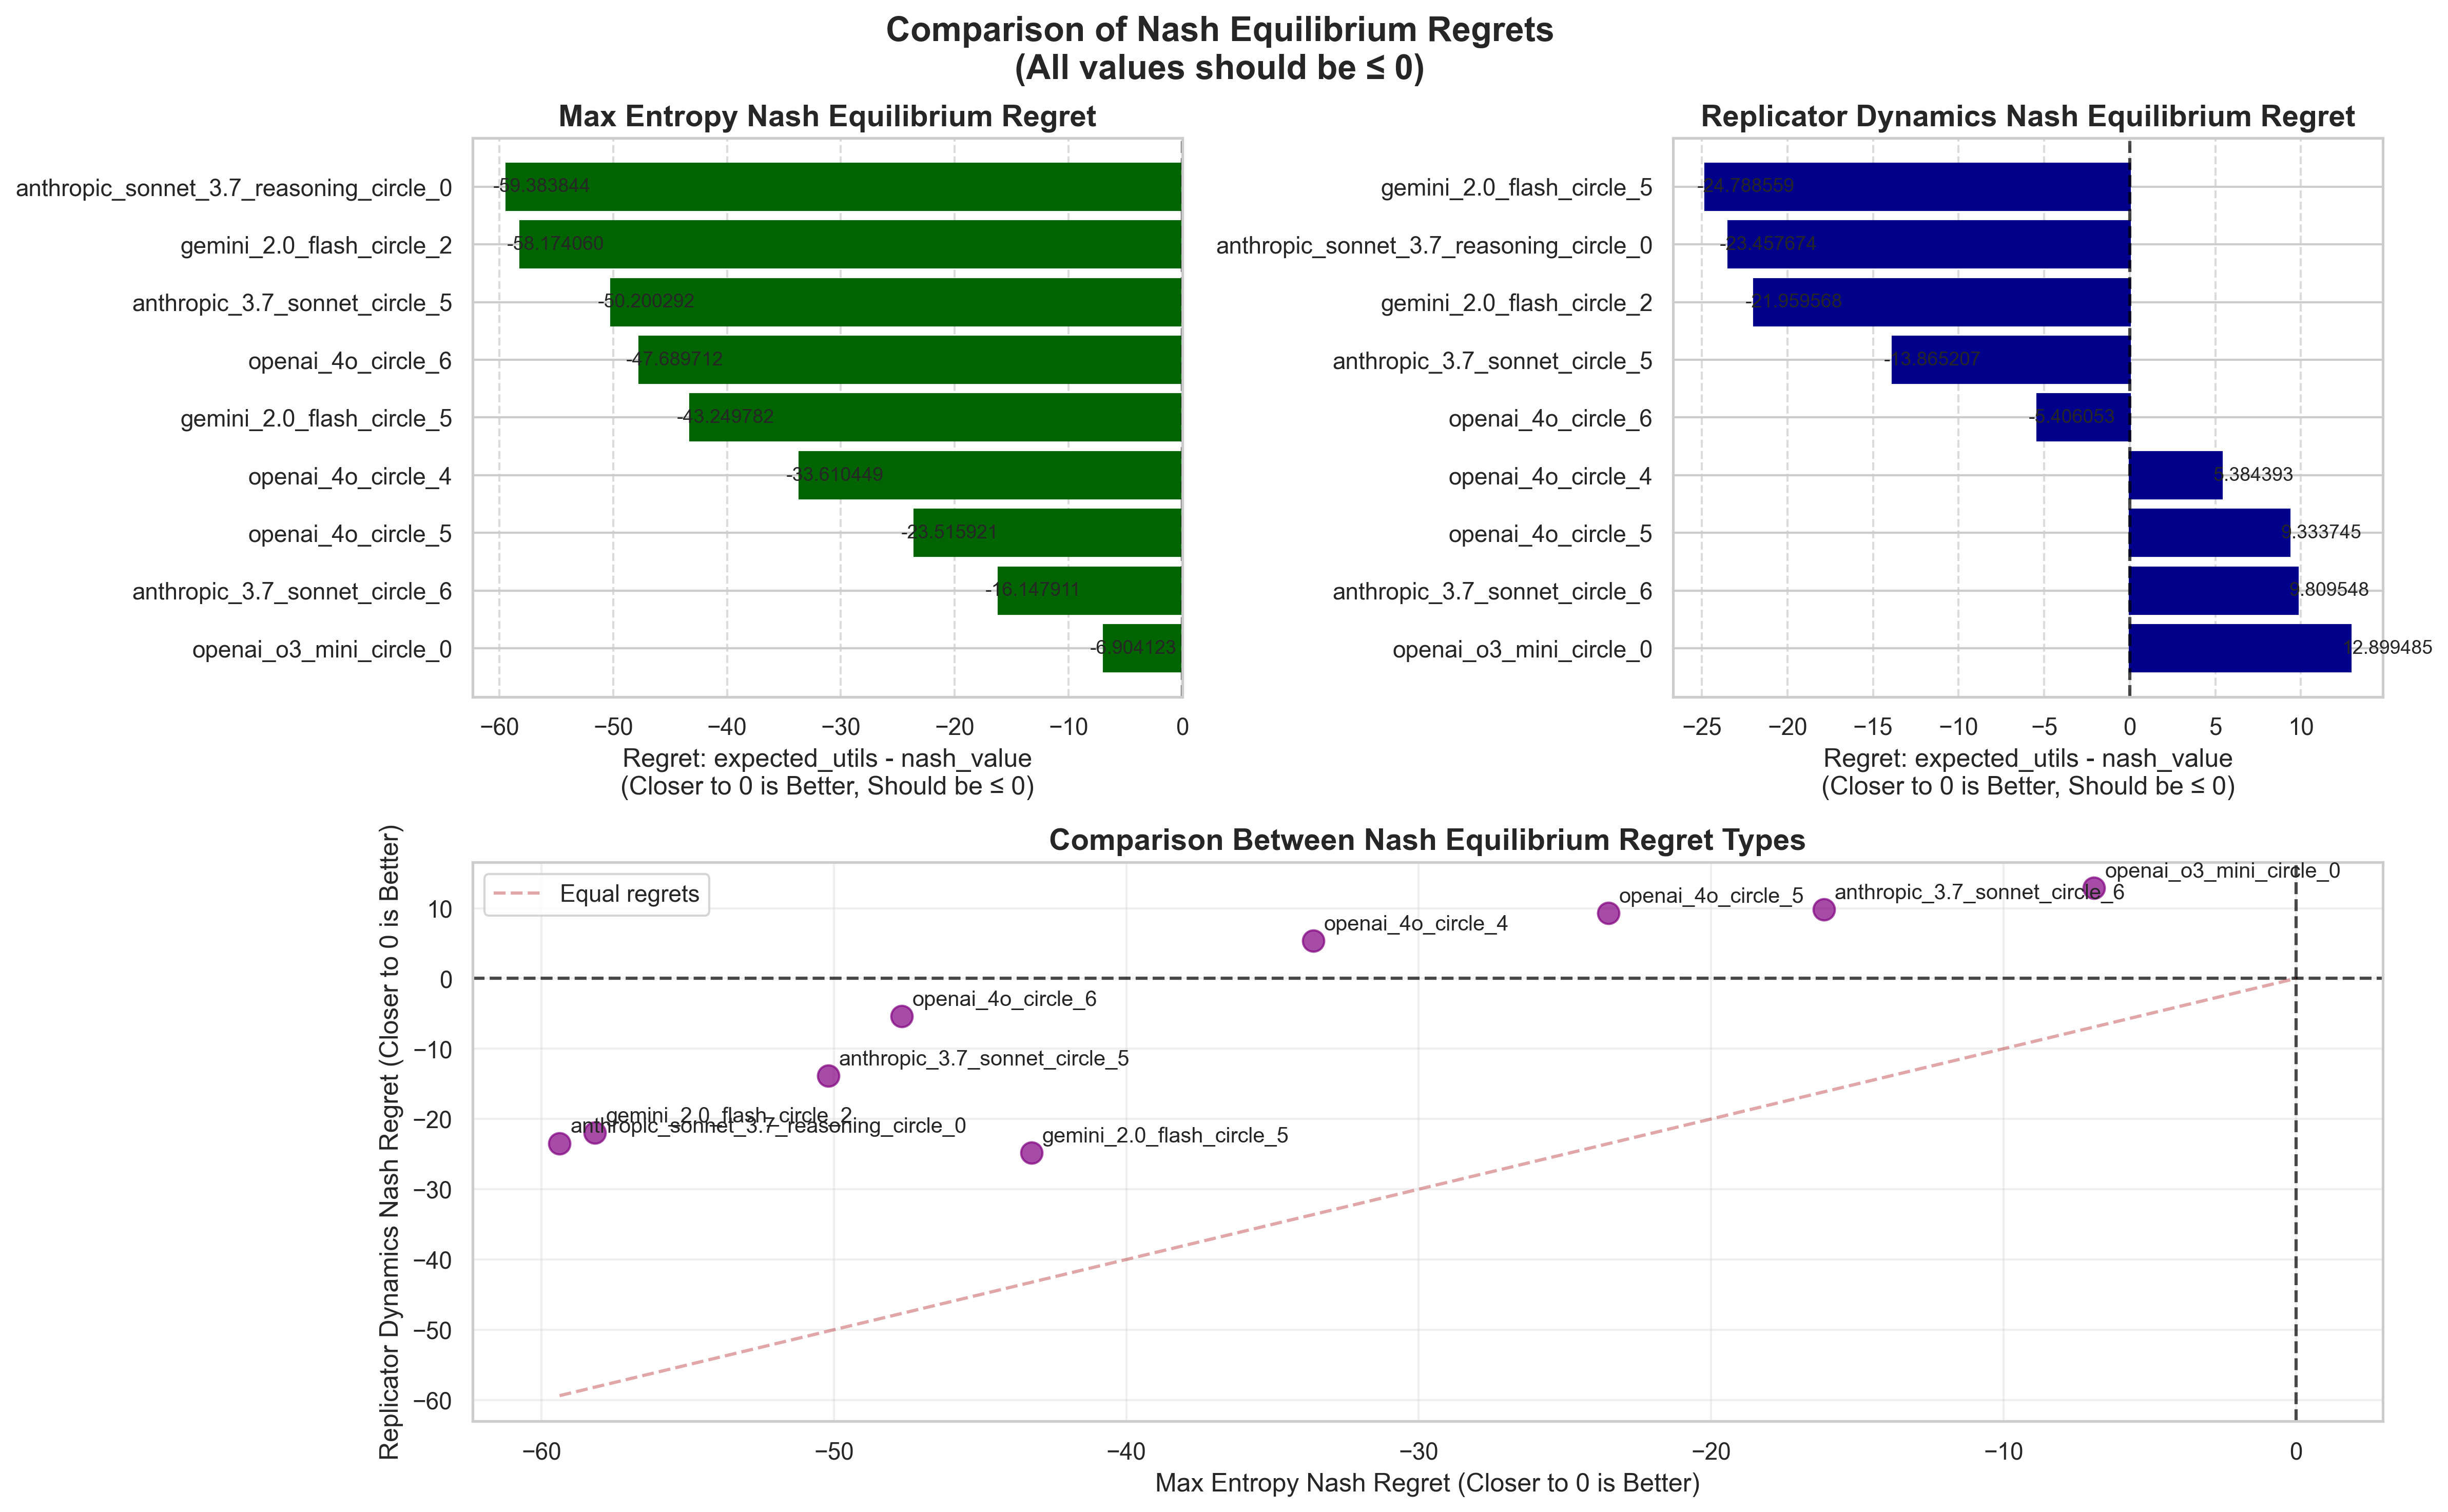 Comparison of Nash Equilibrium Regrets
(All values should be ≤ 0)
Max Entropy Nash Equilibrium Regret
anthropic_sonnet_3.7_reasoning_circle_0
-59.383844
gemini_2.0_flash_circle_2
-58.174060
anthropic_3.7_sonnet_circle_5
-50.200292
openai_4o_circle_6
-47.689712
gemini_2.0_flash_circle_5
-43.249782
openai_4o_circle_4
-33.610449
openai_4o_circle_5
-23.515921
anthropic_3.7_sonnet_circle_6
-16.147911
openai_o3_mini_circle_0
-6.904123
−60 −50 −40 −30 −20 −10 0
Regret: expected_utils - nash_value
(Closer to 0 is Better, Should be ≤ 0)
Replicator Dynamics Nash Equilibrium Regret
gemini_2.0_flash_circle_5
-24.788559
anthropic_sonnet_3.7_reasoning_circle_0
-23.457674
gemini_2.0_flash_circle_2
-21.959568
anthropic_3.7_sonnet_circle_5
-13.865207
openai_4o_circle_6
-5.406053
openai_4o_circle_4
5.384393
openai_4o_circle_5
9.333745
anthropic_3.7_sonnet_circle_6
9.809548
openai_o3_mini_circle_0
12.899485
−25 −20 −15 −10 −5 0 5 10
Regret: expected_utils - nash_value
(Closer to 0 is Better, Should be ≤ 0)
Comparison Between Nash Equilibrium Regret Types
Replicator Dynamics Nash Regret (Closer to 0 is Better)
Equal regrets
10
0
−10
−20
−30
−40
−50
−60
openai_o3_mini_circle_0
anthropic_3.7_sonnet_circle_6
openai_4o_circle_5
openai_4o_circle_4
openai_4o_circle_6
anthropic_3.7_sonnet_circle_5
gemini_2.0_flash_circle_2
anthropic_sonnet_3.7_reasoning_circle_0
gemini_2.0_flash_circle_5
−60 −50 −40 −30 −20 −10 0
Max Entropy Nash Regret (Closer to 0 is Better)